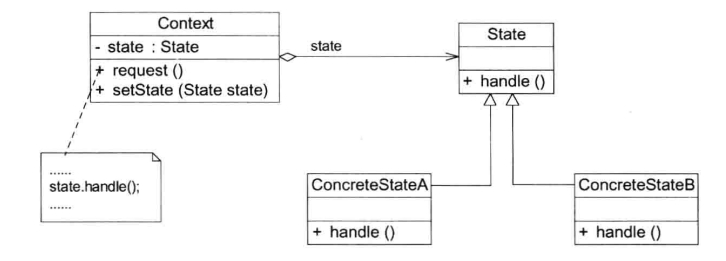 Context
- state : State
+ request ()
+ setState (State state)
state
State
+ handle ()
......
state.handle();
......
ConcreteStateA
+ handle ()
ConcreteStateB
+ handle ()